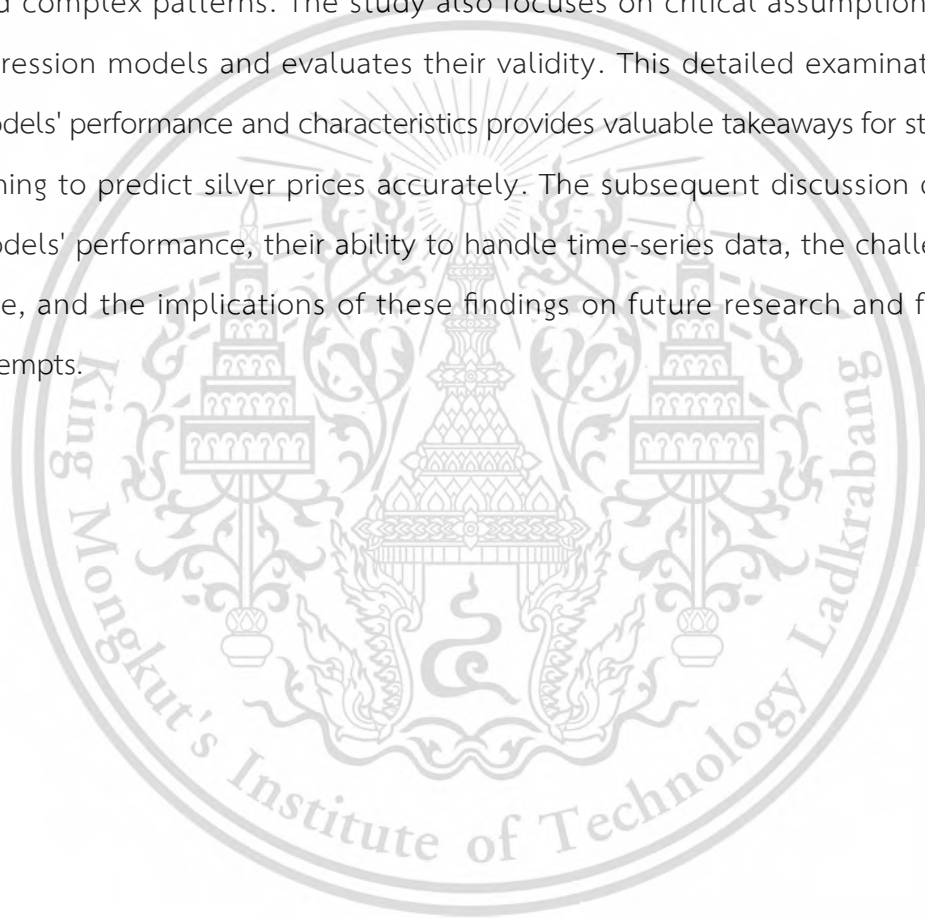 d complex patterns. The study also focuses on critical assumption
ression models and evaluates their validity. This detailed examinat
odels' performance and characteristics provides valuable takeaways for st
ning to predict silver prices accurately. The subsequent discussion
odels' performance, their ability to handle time-series data, the challe
e, and the implications of these findings on future research and f
empts.
King Mongkut's Institute of Technology Ladkrabang